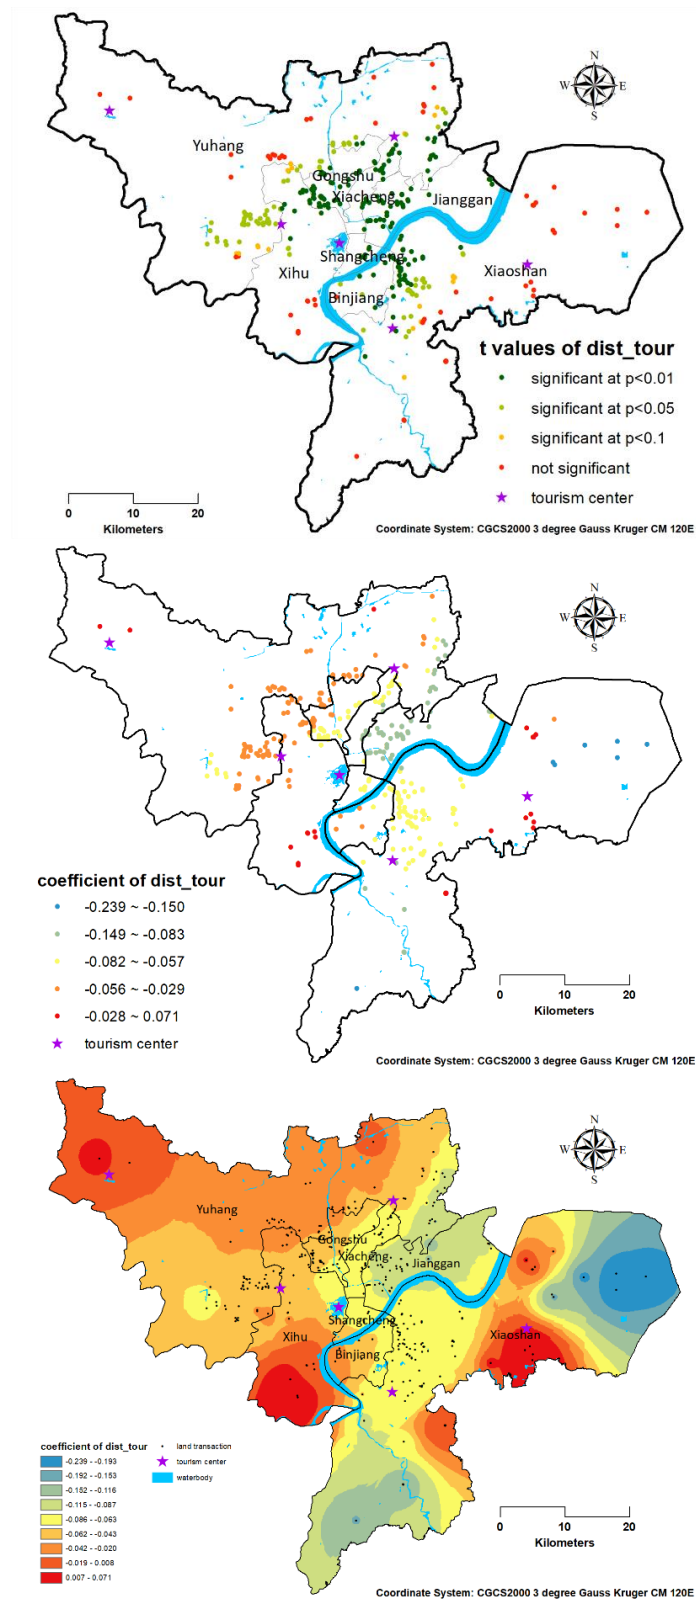 N
W E
S
Yuhang
Gongshu
Xiacheng
Jianggan
Shangcheng
Xihu
Xiaoshan
Binjiang
t values of dist_tour
significant at p<0.01
significant at p<0.05
significant at p<0.1
not significant
tourism center
0 10 20
Kilometers
Coordinate System: CGCS2000 3 degree Gauss Kruger CM 120E
N
W E
S
coefficient of dist_tour
-0.239 ~ -0.150
-0.149 ~ -0.083
-0.082 ~ -0.057
-0.056 ~ -0.029
-0.028 ~ 0.071
tourism center
0 10 20
Kilometers
Coordinate System: CGCS2000 3 degree Gauss Kruger CM 120E
N
W E
S
Yuhang
Gongshu
Xiacheng
Jianggan
Shangcheng
Xihu
Xiaoshan
Binjiang
coefficient of dist_tour
-0.239 - -0.193
-0.192 - -0.153
-0.152 - -0.116
-0.115 - -0.087
-0.086 - -0.063
-0.062 - -0.043
-0.042 - -0.020
-0.019 - 0.008
0.007 - 0.071
land transaction
tourism center
waterbody
0 10 20
Kilometers
Coordinate System: CGCS2000 3 degree Gauss Kruger CM 120E